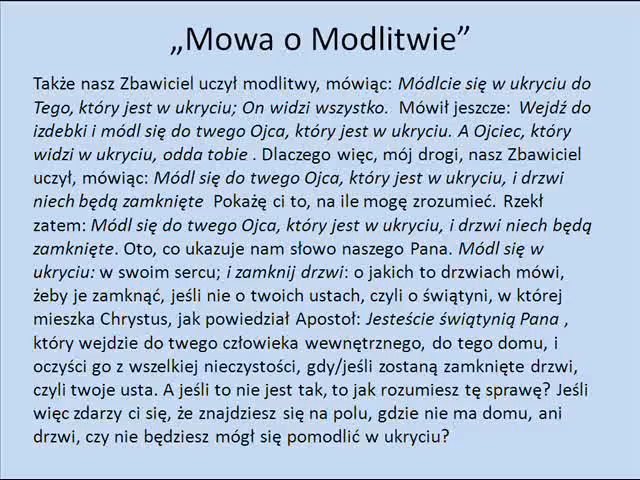 „Mowa o Modlitwie”
Także nasz Zbawiciel uczył modlitwy, mówiąc: Módlcie się w ukryciu do
Tego, który jest w ukryciu; On widzi wszystko. Mówił jeszcze: Wejdź do
izdebki i módl się do twego Ojca, który jest w ukryciu. A Ojciec, który
widzi w ukryciu, odda tobie . Dlaczego więc, mój drogi, nasz Zbawiciel
uczył, mówiąc: Módl się do twego Ojca, który jest w ukryciu, i drzwi
niech będą zamknięte Pokażę ci to, na ile mogę zrozumieć. Rzekł
zatem: Módl się do twego Ojca, który jest w ukryciu, i drzwi niech będą
zamknięte. Oto, co ukazuje nam słowo naszego Pana. Módl się w
ukryciu: w swoim sercu; i zamknij drzwi: o jakich to drzwiach mówi,
żeby je zamknąć, jeśli nie o twoich ustach, czyli o świątyni, w której
mieszka Chrystus, jak powiedział Apostoł: Jesteście świątynią Pana ,
który wejdzie do twego człowieka wewnętrznego, do tego domu, i
oczyści go z wszelkiej nieczystości, gdy/jeśli zostaną zamknięte drzwi,
czyli twoje usta. A jeśli to nie jest tak, to jak rozumiesz tę sprawę? Jeśli
więc zdarzy ci się, że znajdziesz się na polu, gdzie nie ma domu, ani
drzwi, czy nie będziesz mógł się pomodlić w ukryciu?